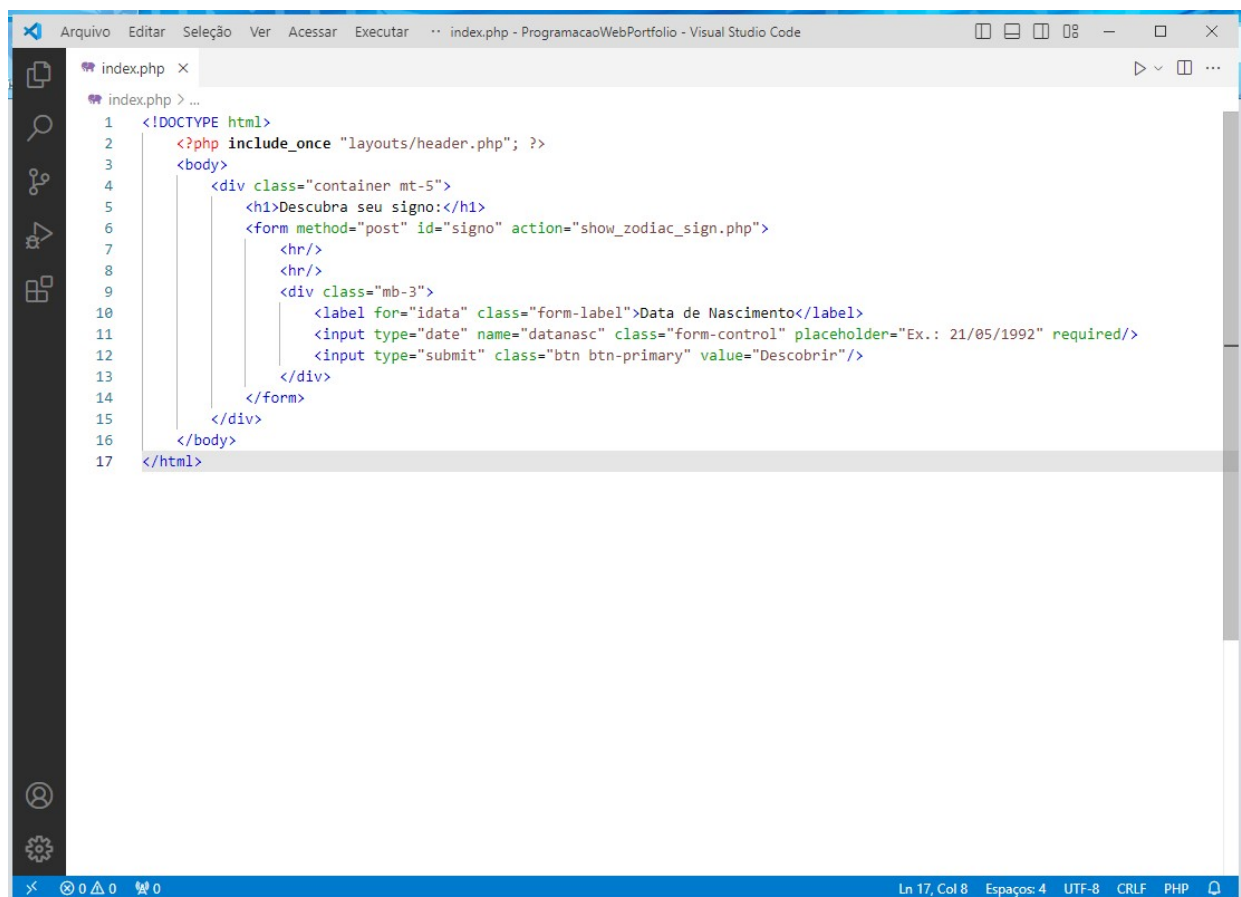 Arquivo Editar Seleção Ver Acessar Executar ··· index.php - ProgramacaoWebPortfolio - Visual Studio Code
index.php
index.php > ...
1 <!DOCTYPE html>
2 <?php include_once "layouts/header.php"; ?>
3 <body>
4 <div class="container mt-5">
5 <h1>Descubra seu signo:</h1>
6 <form method="post" id="signo" action="show_zodiac_sign.php">
7 <hr/>
8 <hr/>
9 <div class="mb-3">
10 <label for="idata" class="form-label">Data de Nascimento</label>
11 <input type="date" name="datanasc" class="form-control" placeholder="Ex.: 21/05/1992" required/>
12 <input type="submit" class="btn btn-primary" value="Descobrir"/>
13 </div>
14 </form>
15 </div>
16 </body>
17 </html>
0 0 0 Ln 17, Col 8 Espaços: 4 UTF-8 CRLF PHP